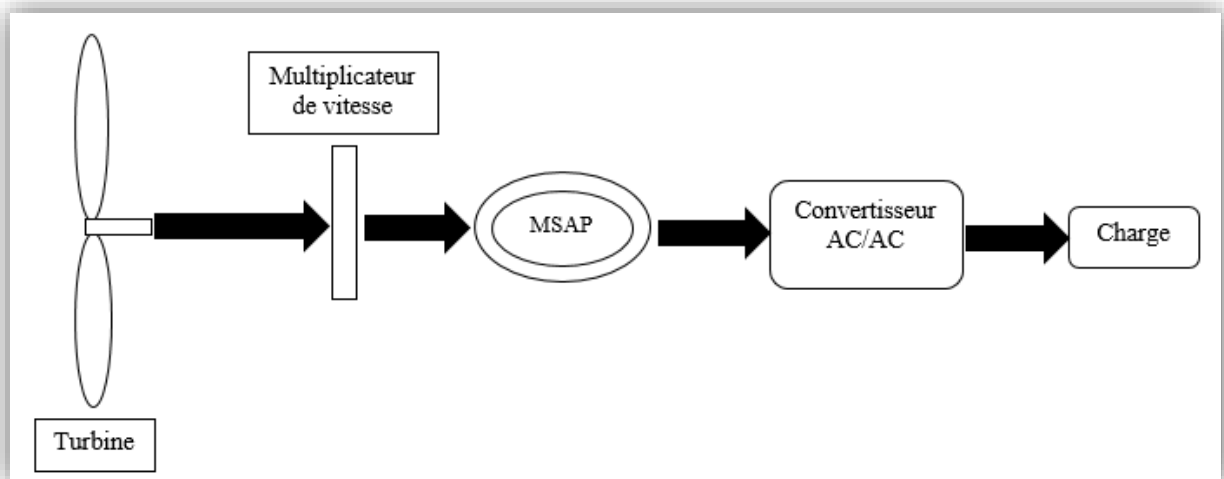 Multiplicateur
de vitesse
MSAP
Convertisseur
AC/AC
Charge
Turbine